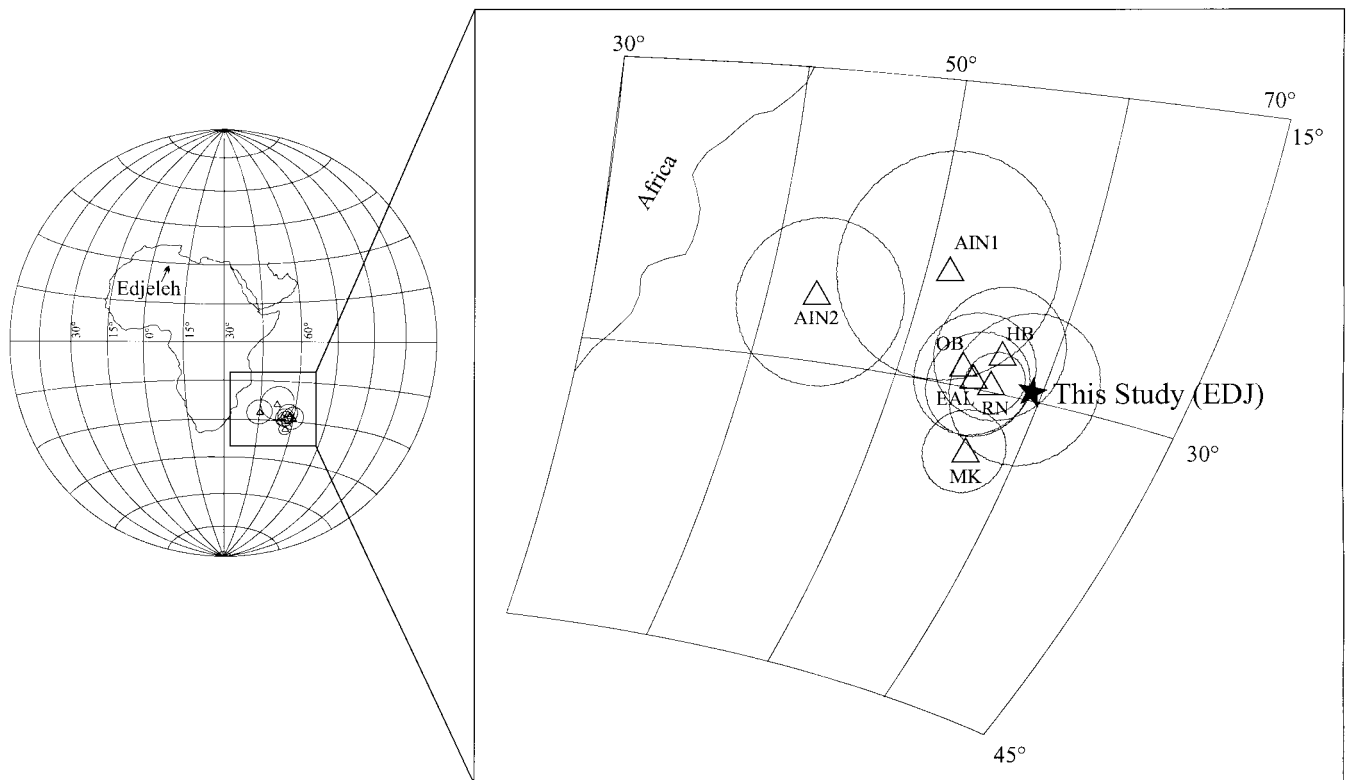 Edjeleh
30°
15°
0°
15°
30°
60°
30°
50°
70°
15°
Africa
AIN1
AIN2
OB
HB
EAL
RN
This Study (EDJ)
MK
30°
45°